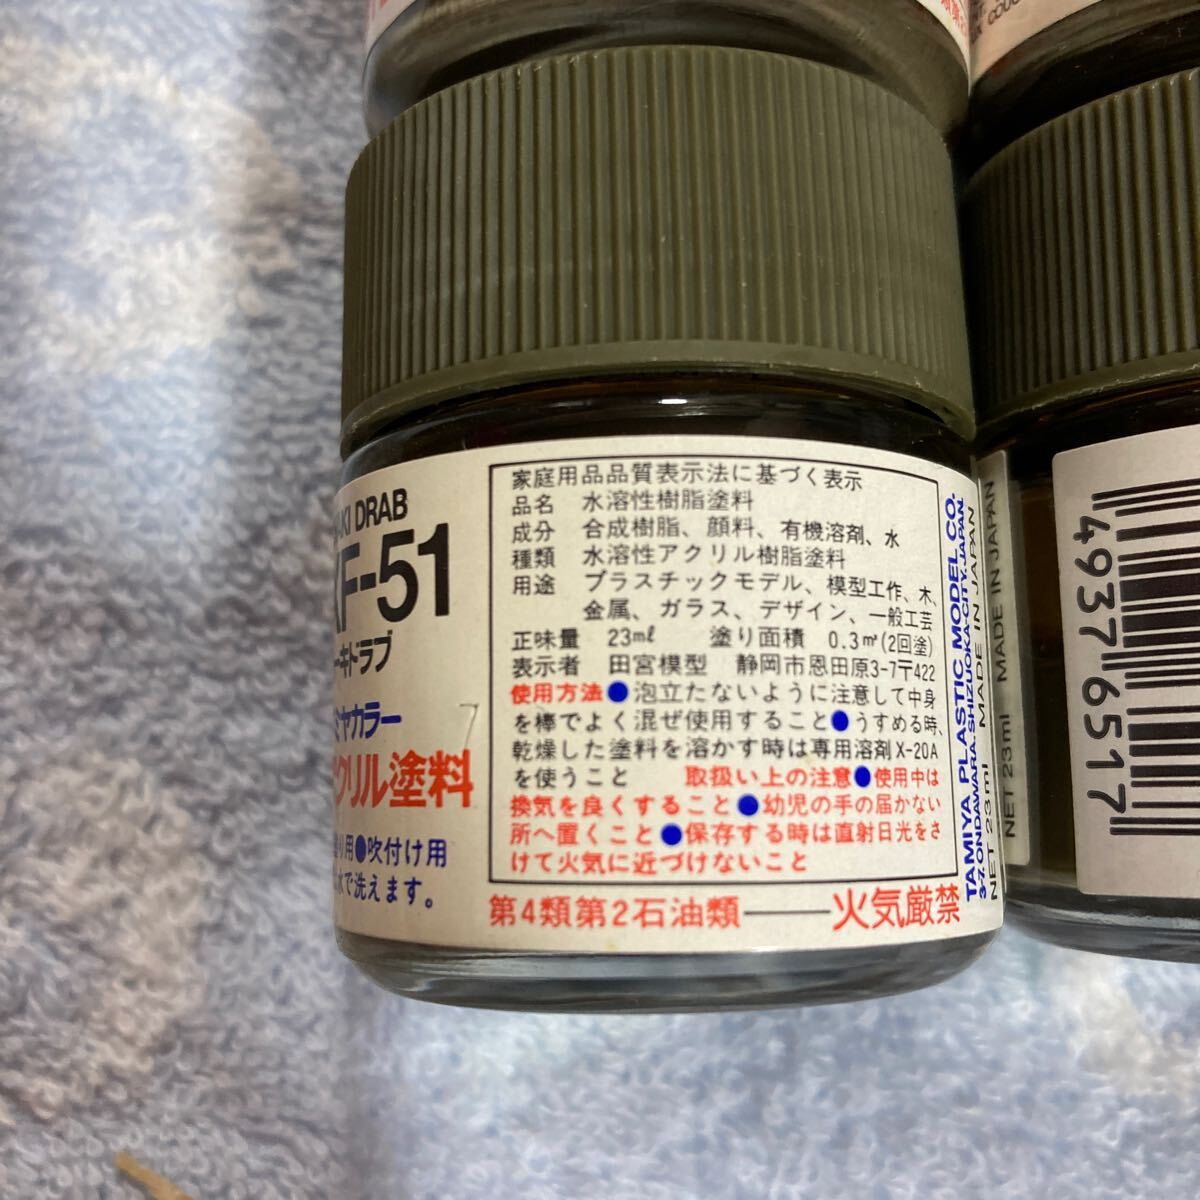 DRAB
F-51
ーキドラブ
ミヤカラー
クリル塗料
り用●吹付け用
水で洗えます。
家庭用品品質表示法に基づく表示
品名 水溶性樹脂塗料
成分 合成樹脂、顔料、有機溶剤、水
種類 水溶性アクリル樹脂塗料
用途 プラスチックモデル、模型工作、木、
金属、ガラス、デザイン、一般工芸
正味量 23mℓ 塗り面積 0.3㎡(2回塗)
表示者 田宮模型 静岡市恩田原3-7〒422
使用方法●泡立たないように注意して中身
を棒でよく混ぜ使用すること●うすめる時、
乾燥した塗料を溶かす時は専用溶剤X-20A
を使うこと 取扱い上の注意●使用中は
換気を良くすること●幼児の手の届かない
所へ置くこと●保存する時は直射日光をさ
けて火気に近づけないこと
第4類第2石油類――火気厳禁
TAMIYA PLASTIC MODEL CO.
3-7, ONDAWARA, SHIZUOKA-CITY, JAPAN.
NET 23ml MADE IN JAPAN
NET 23ml MADE IN JAPAN
4937 6517